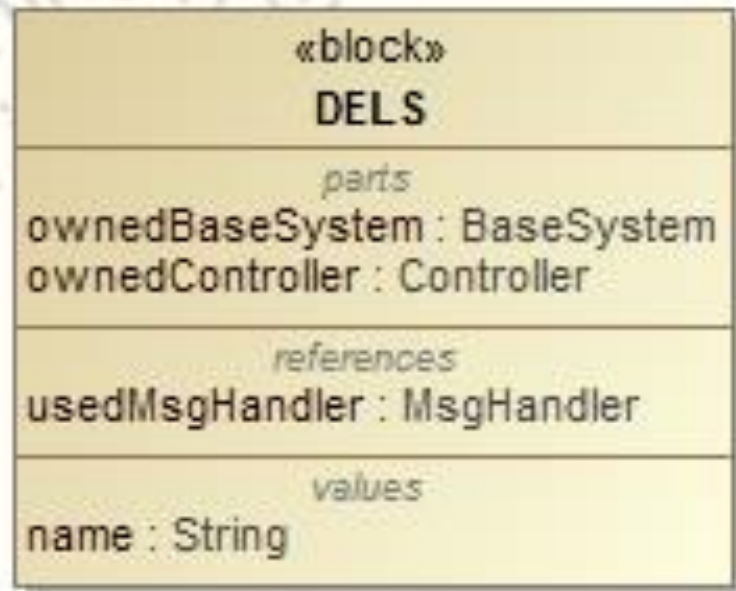 «block»
DELS
parts
ownedBaseSystem : BaseSystem
ownedController : Controller
references
usedMsgHandler : MsgHandler
values
name : String